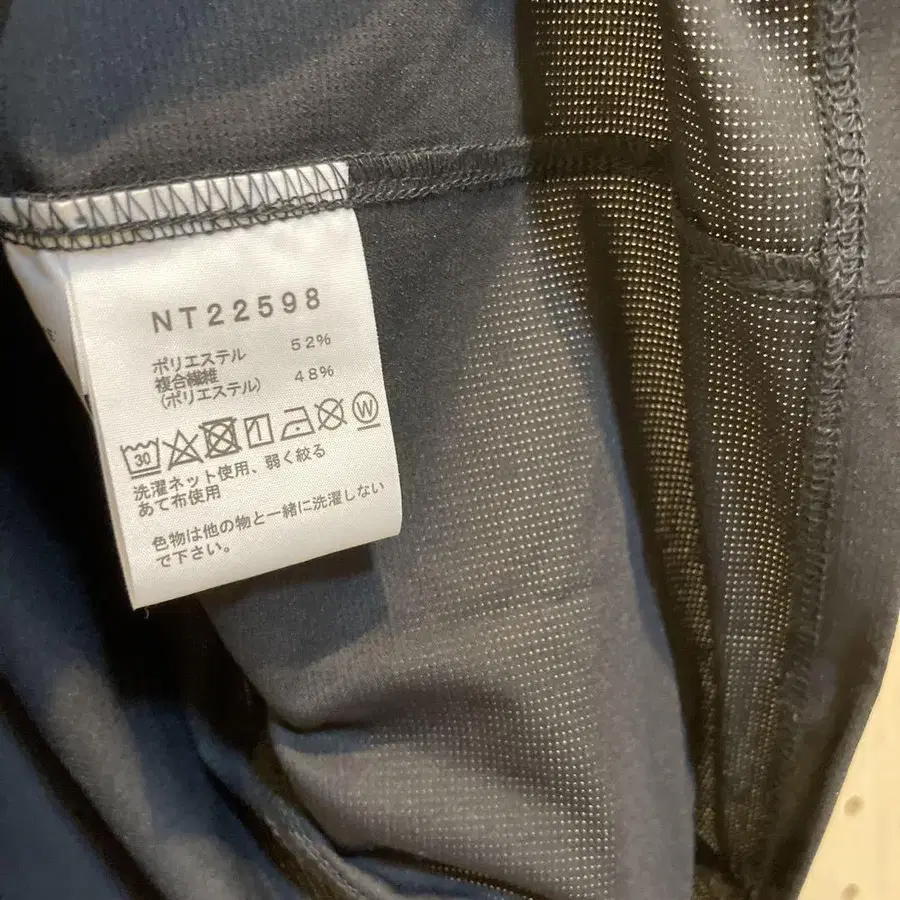 NT22598
ポリエステル 52%
複合繊維
(ポリエステル) 48%
30 W
洗濯ネット使用、弱く絞る
あて布使用
色物は他の物と一緒に洗濯しない
で下さい。